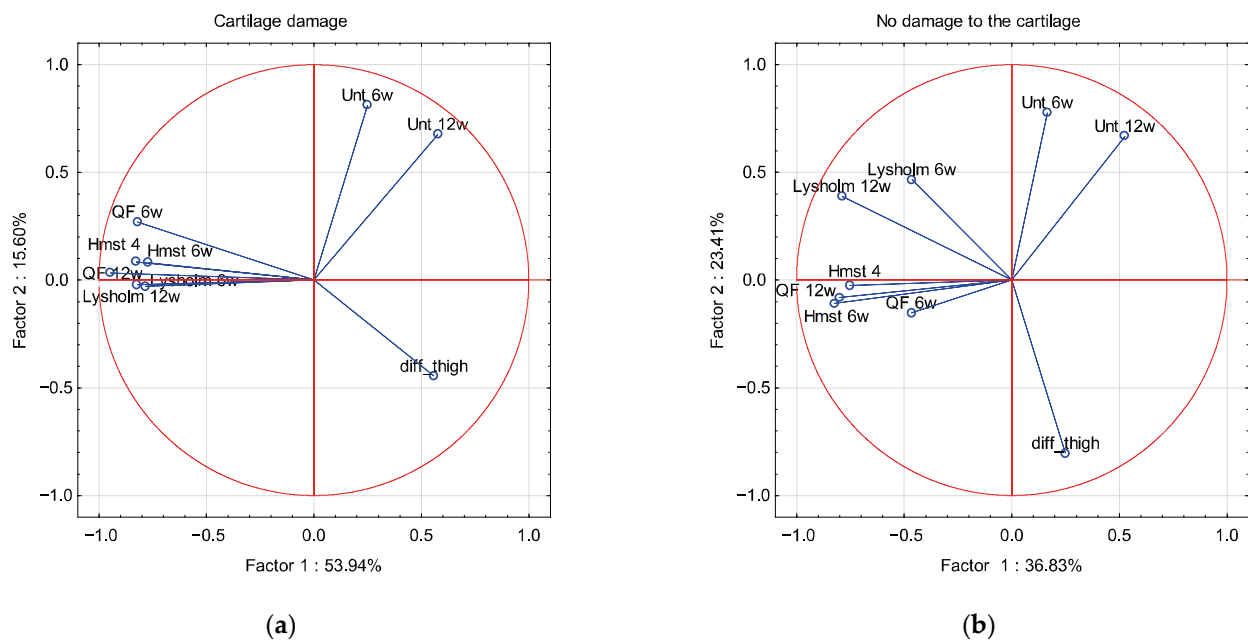 Cartilage damage
1.0
0.5
0.0
−0.5
−1.0
Factor 2 : 15.60%
Unt 6w
Unt 12w
QF 6w
Hmst 4
Hmst 6w
QF 12w
Lysholm 6w
Lysholm 12w
diff_thigh
−1.0 −0.5 0.0 0.5 1.0
Factor 1 : 53.94%
(a)
No damage to the cartilage
1.0
0.5
0.0
−0.5
−1.0
Factor 2 : 23.41%
Unt 6w
Unt 12w
Lysholm 6w
Lysholm 12w
Hmst 4
QF 12w
QF 6w
Hmst 6w
diff_thigh
−1.0 −0.5 0.0 0.5 1.0
Factor 1 : 36.83%
(b)